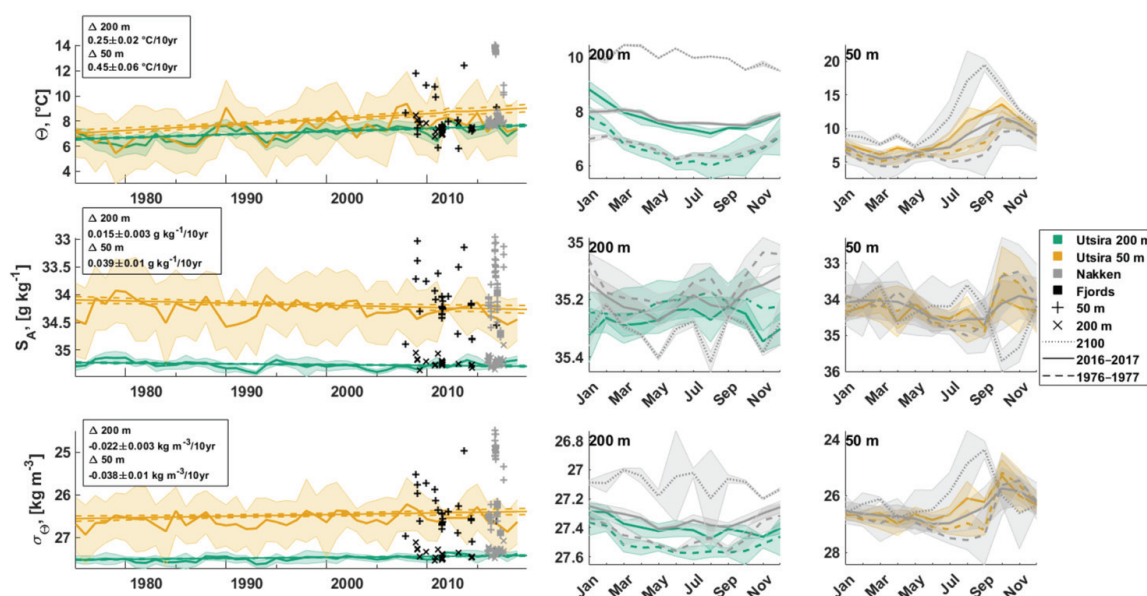 Δ 200 m
0.25±0.02 °C/10yr
Δ 50 m
0.45±0.06 °C/10yr
14
12
10
8
6
4
Θ, [°C]
1980
1990
2000
2010
200 m
10
8
6
Jan
Mar
May
Jul
Sep
Nov
50 m
20
15
10
5
Jan
Mar
May
Jul
Sep
Nov
Δ 200 m
0.015±0.003 g kg⁻¹/10yr
Δ 50 m
0.039±0.01 g kg⁻¹/10yr
33
33.5
34
34.5
35
S_A, [g kg⁻¹]
1980
1990
2000
2010
200 m
35
35.2
35.4
Jan
Mar
May
Jul
Sep
Nov
50 m
33
34
35
36
Jan
Mar
May
Jul
Sep
Nov
Utsira 200 m
Utsira 50 m
Nakken
Fjords
50 m
200 m
2100
2016–2017
1976–1977
Δ 200 m
-0.022±0.003 kg m⁻³/10yr
Δ 50 m
-0.038±0.01 kg m⁻³/10yr
25
26
27
σ_Θ, [kg m⁻³]
1980
1990
2000
2010
200 m
26.8
27
27.2
27.4
27.6
Jan
Mar
May
Jul
Sep
Nov
50 m
24
26
28
Jan
Mar
May
Jul
Sep
Nov